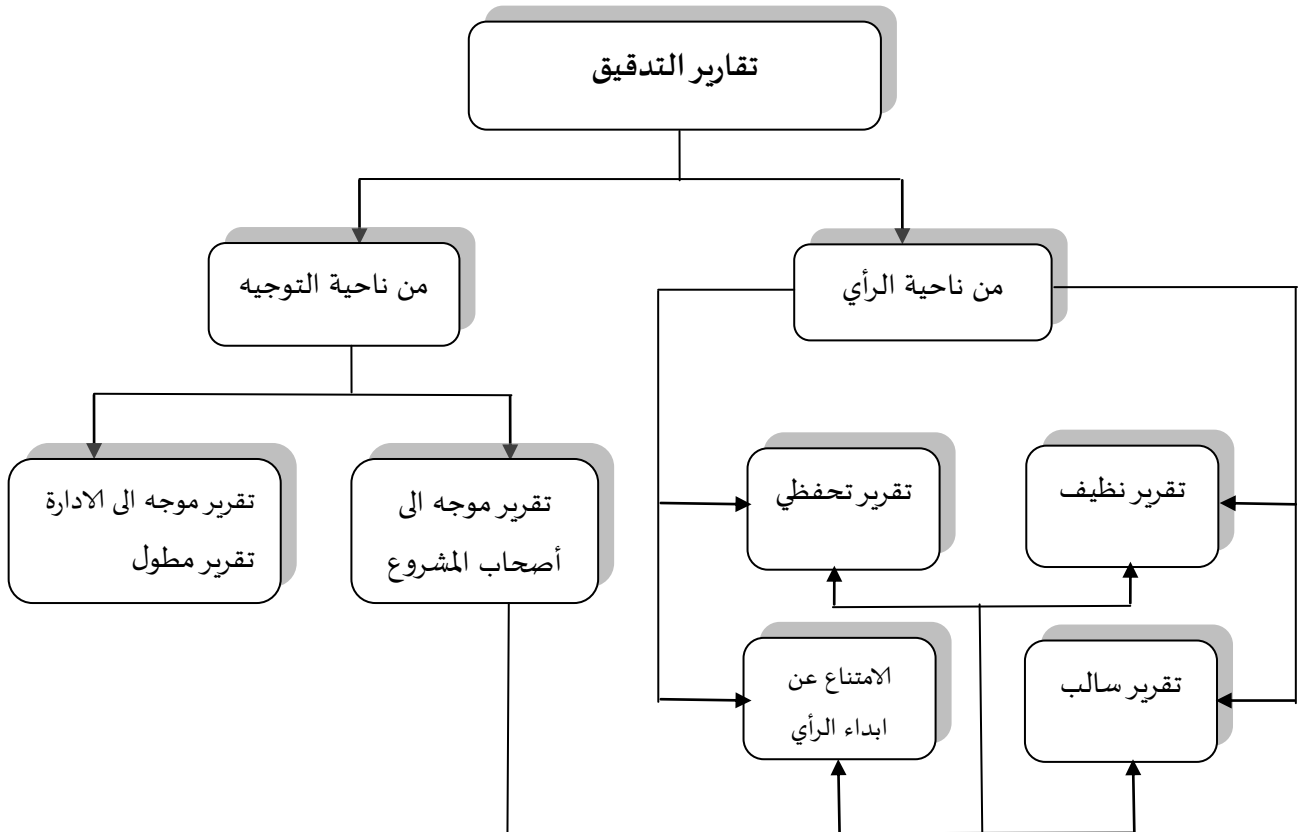 تقارير التدقيق
من ناحية الرأي
من ناحية التوجيه
تقرير نظيف
تقرير تحفظي
تقرير موجه الى
أصحاب المشروع
تقرير موجه الى الادارة
تقرير مطول
تقرير سالب
الامتناع عن
ابداء الرأي